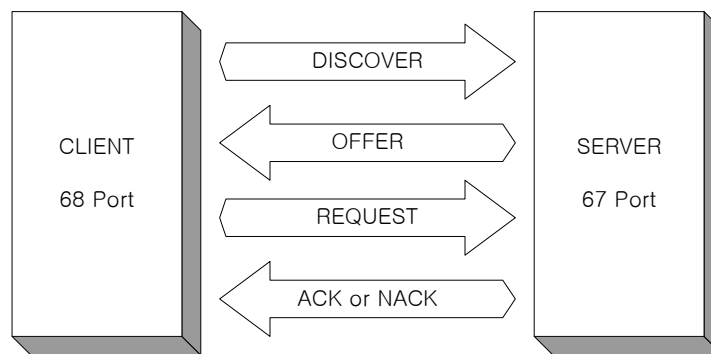 DISCOVER
CLIENT
68 Port
OFFER
SERVER
67 Port
REQUEST
ACK or NACK